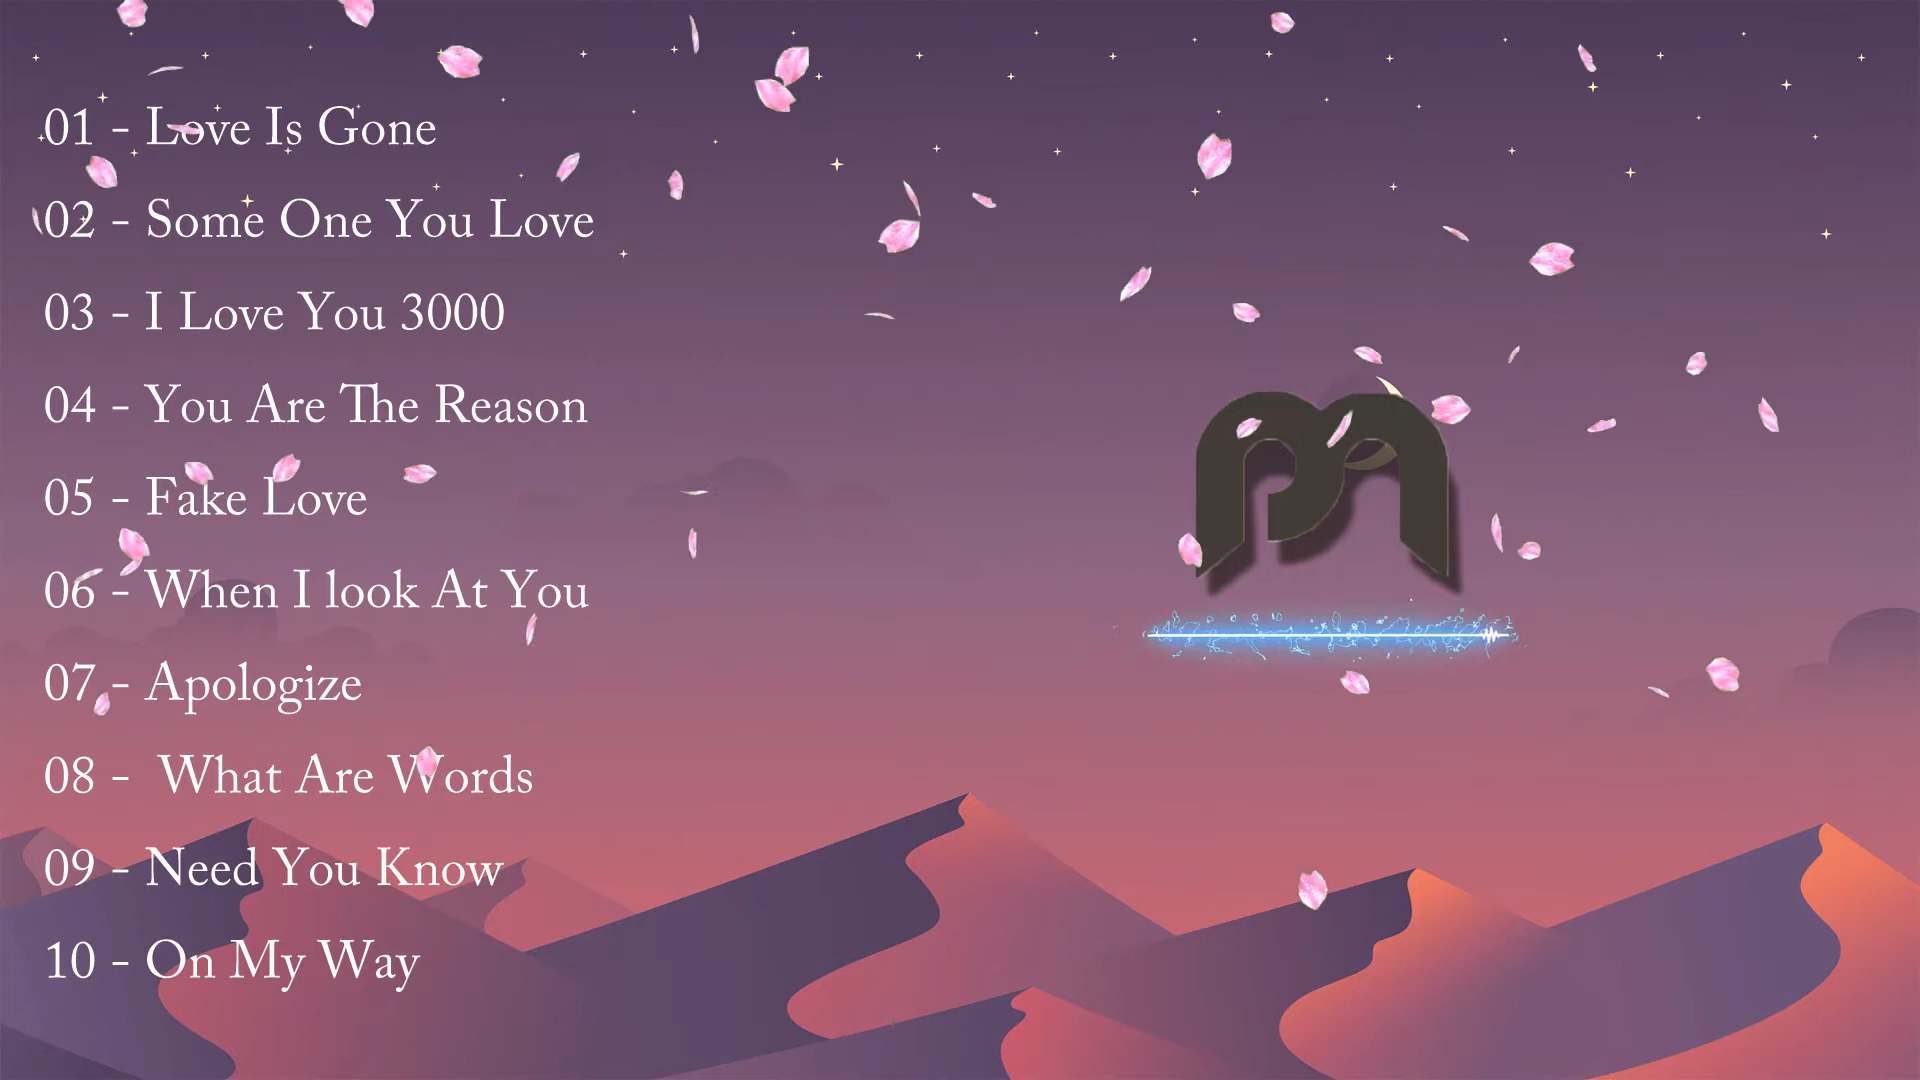 01 - Love Is Gone
02 - Some One You Love
03 - I Love You 3000
04 - You Are The Reason
05 - Fake Love
06 - When I look At You
07 - Apologize
08 - What Are Words
09 - Need You Know
10 - On My Way